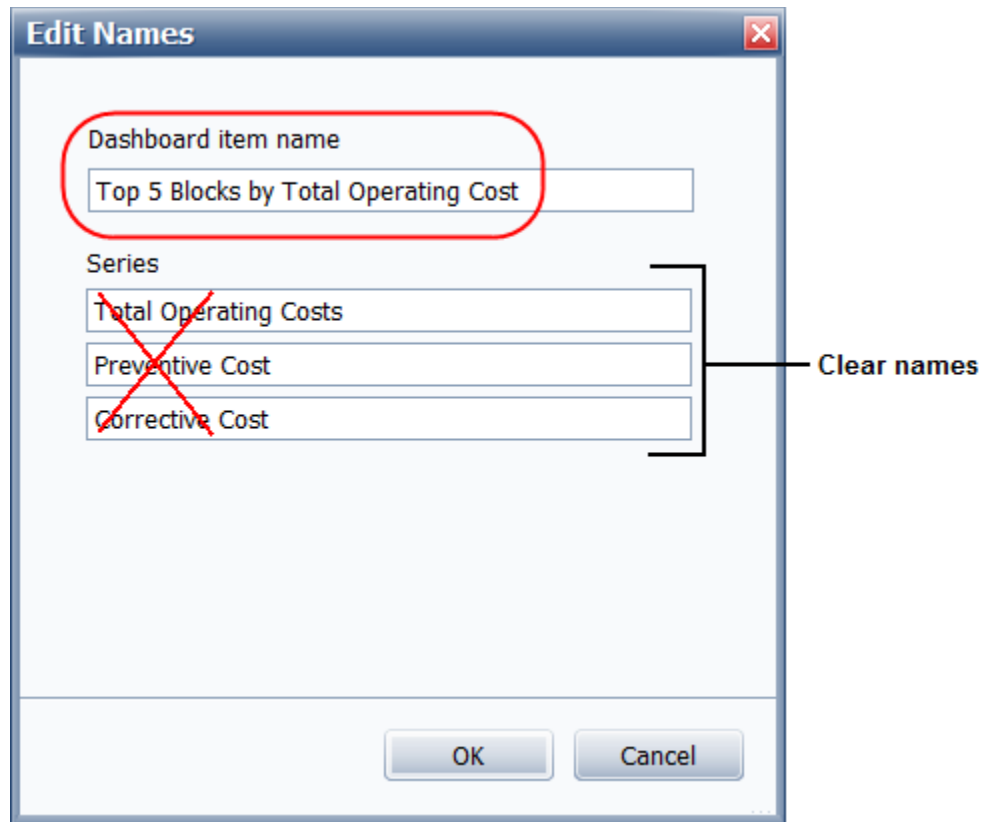 Edit Names
Dashboard item name
Top 5 Blocks by Total Operating Cost
Series
Total Operating Costs
Preventive Cost
Corrective Cost
Clear names
OK
Cancel